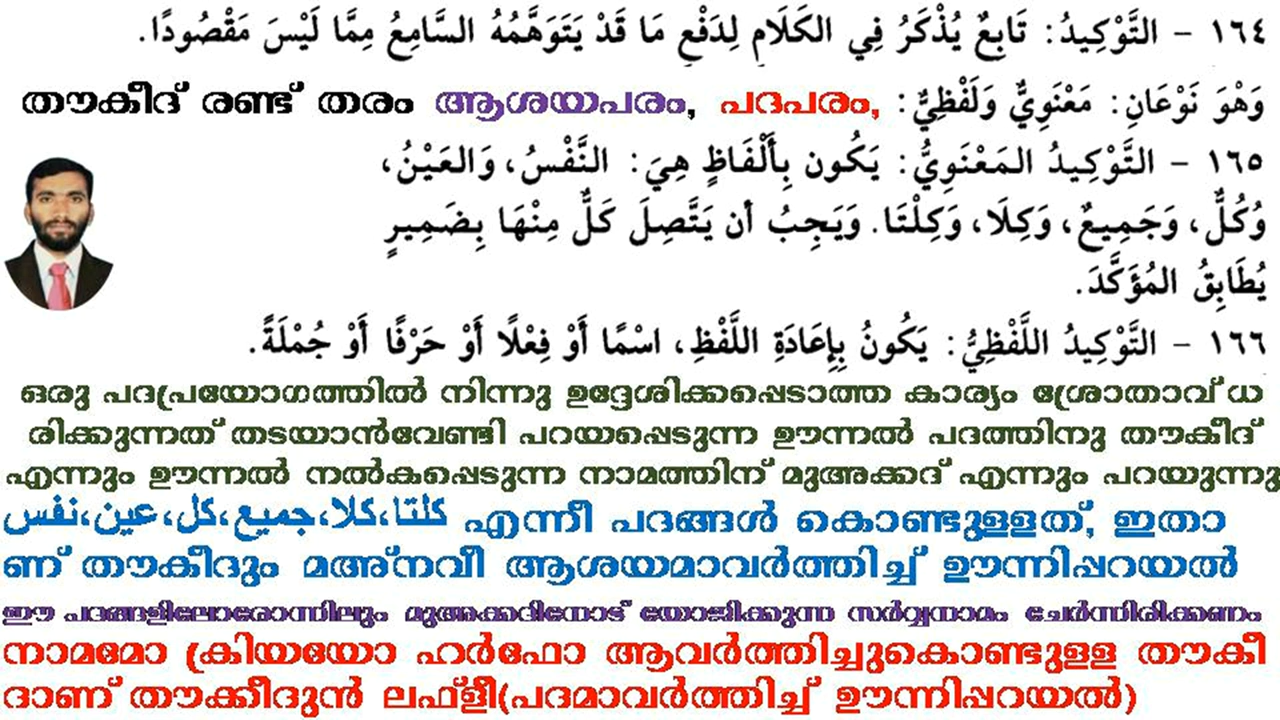 ١٦٤ - التَّوْكِيدُ: تَابِعٌ يُذْكَرُ فِي الكَلَامِ لِدَفْعِ مَا قَدْ يَتَوَهَّمُهُ السَّامِعُ مِمَّا لَيْسَ مَقْصُودًا.
وَهْوَ نَوْعَانِ: مَعْنَوِيٌّ وَلَفْظِيٌّ: തൗകീദ് രണ്ട് തരം ആശയപരം, പദപരം,
١٦٥ - التَّوْكِيدُ المَعْنَوِيُّ: يَكُون بِأَلْفَاظٍ هِيَ: النَّفْسُ، وَالعَيْنُ،
وُكُلٌّ، وَجَمِيعٌ، وَكِلَا، وَكِلْتَا. وَيَجِبُ أن يَتَّصِلَ كَلٌّ مِنْهَا بِضَمِيرٍ
يُطَابِقُ المُؤَكَّدَ.
١٦٦ - التَّوْكِيدُ اللَّفْظِيُّ: يَكُونُ بِإِعَادَةِ اللَّفْظِ، اسْمًا أَوْ فِعْلًا أَوْ حَرْفًا أَوْ جُمْلَةً.
ഒരു പദപ്രയോഗത്തിൽ നിന്നു ഉദ്ദേശിക്കപ്പെടാത്ത കാര്യം ശ്രോതാവ് ധ
രിക്കുന്നത് തടയാൻവേണ്ടി പറയപ്പെടുന്ന ഊന്നൽ പദത്തിനു തൗകീദ്
എന്നും ഊന്നൽ നൽകപ്പെടുന്ന നാമത്തിന് മുഅക്കദ് എന്നും പറയുന്നു
كلتا،كلا،جميع،كل،عين،نفس എന്നീ പദങ്ങൾ കൊണ്ടുള്ളത്, ഇതാ
ണ് തൗകീദും മഅ്നവീ ആശയമാവർത്തിച്ച് ഊന്നിപ്പറയൽ
ഈ പദങ്ങളിലോരോന്നിലും മുഅക്കദിനോട് യോജിക്കുന്ന സർവ്വനാമം ചേർന്നിരിക്കണം
നാമമോ ക്രിയയോ ഹർഫോ ആവർത്തിച്ചുകൊണ്ടുള്ള തൗകീ
ദാണ് തൗക്കീദുൻ ലഫ്ളീ(പദമാവർത്തിച്ച് ഊന്നിപ്പറയൽ)